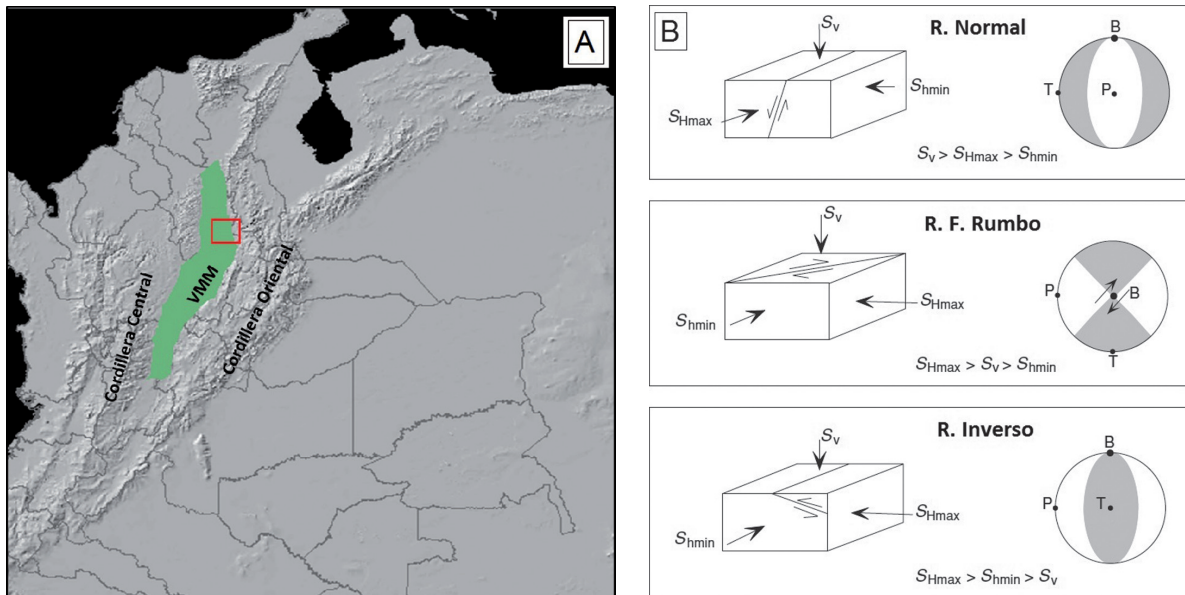 A
VMM
Cordillera Central
Cordillera Oriental
B
R. Normal
Sv
SHmax
Shmin
Sv > SHmax > Shmin
B
T
P
R. F. Rumbo
Sv
Shmin
SHmax
SHmax > Sv > Shmin
P
B
T
R. Inverso
Sv
Shmin
SHmax
SHmax > Shmin > Sv
B
P
T